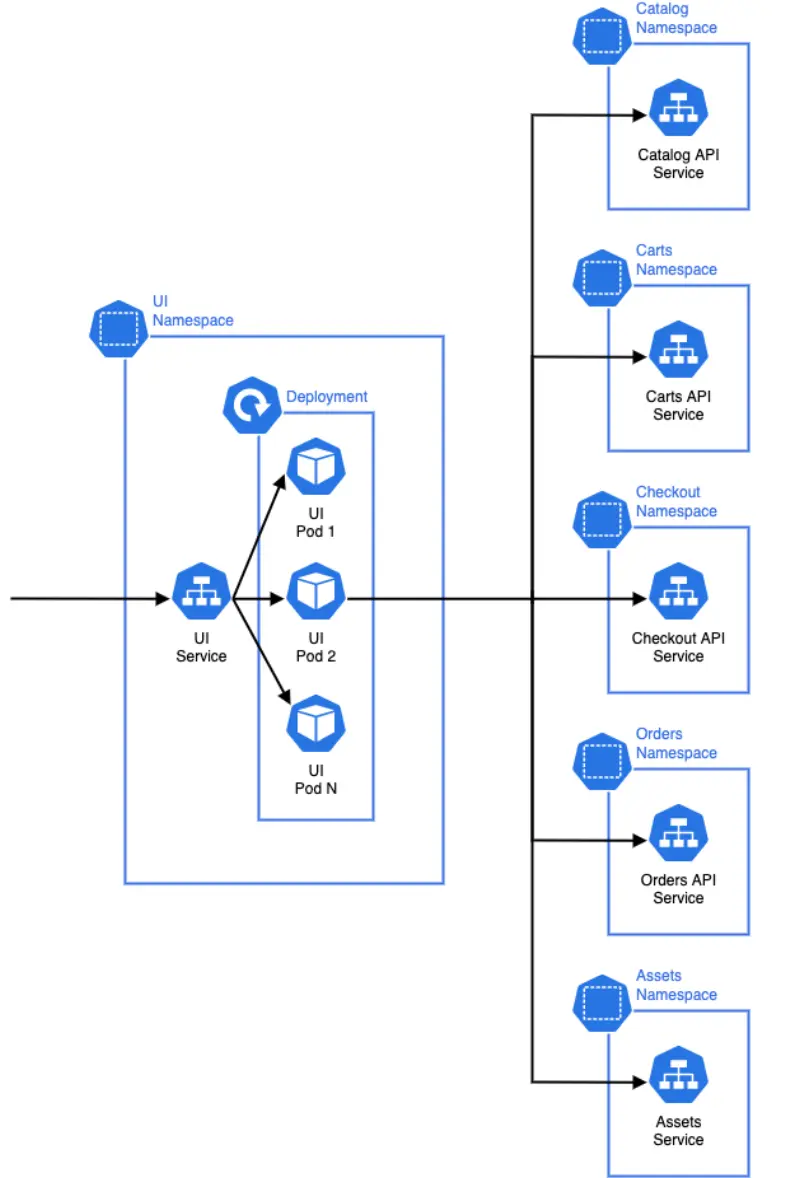 Catalog
Namespace
Catalog API
Service
Carts
Namespace
Carts API
Service
UI
Namespace
Deployment
UI
Pod 1
UI
Service
UI
Pod 2
UI
Pod N
Checkout
Namespace
Checkout API
Service
Orders
Namespace
Orders API
Service
Assets
Namespace
Assets
Service